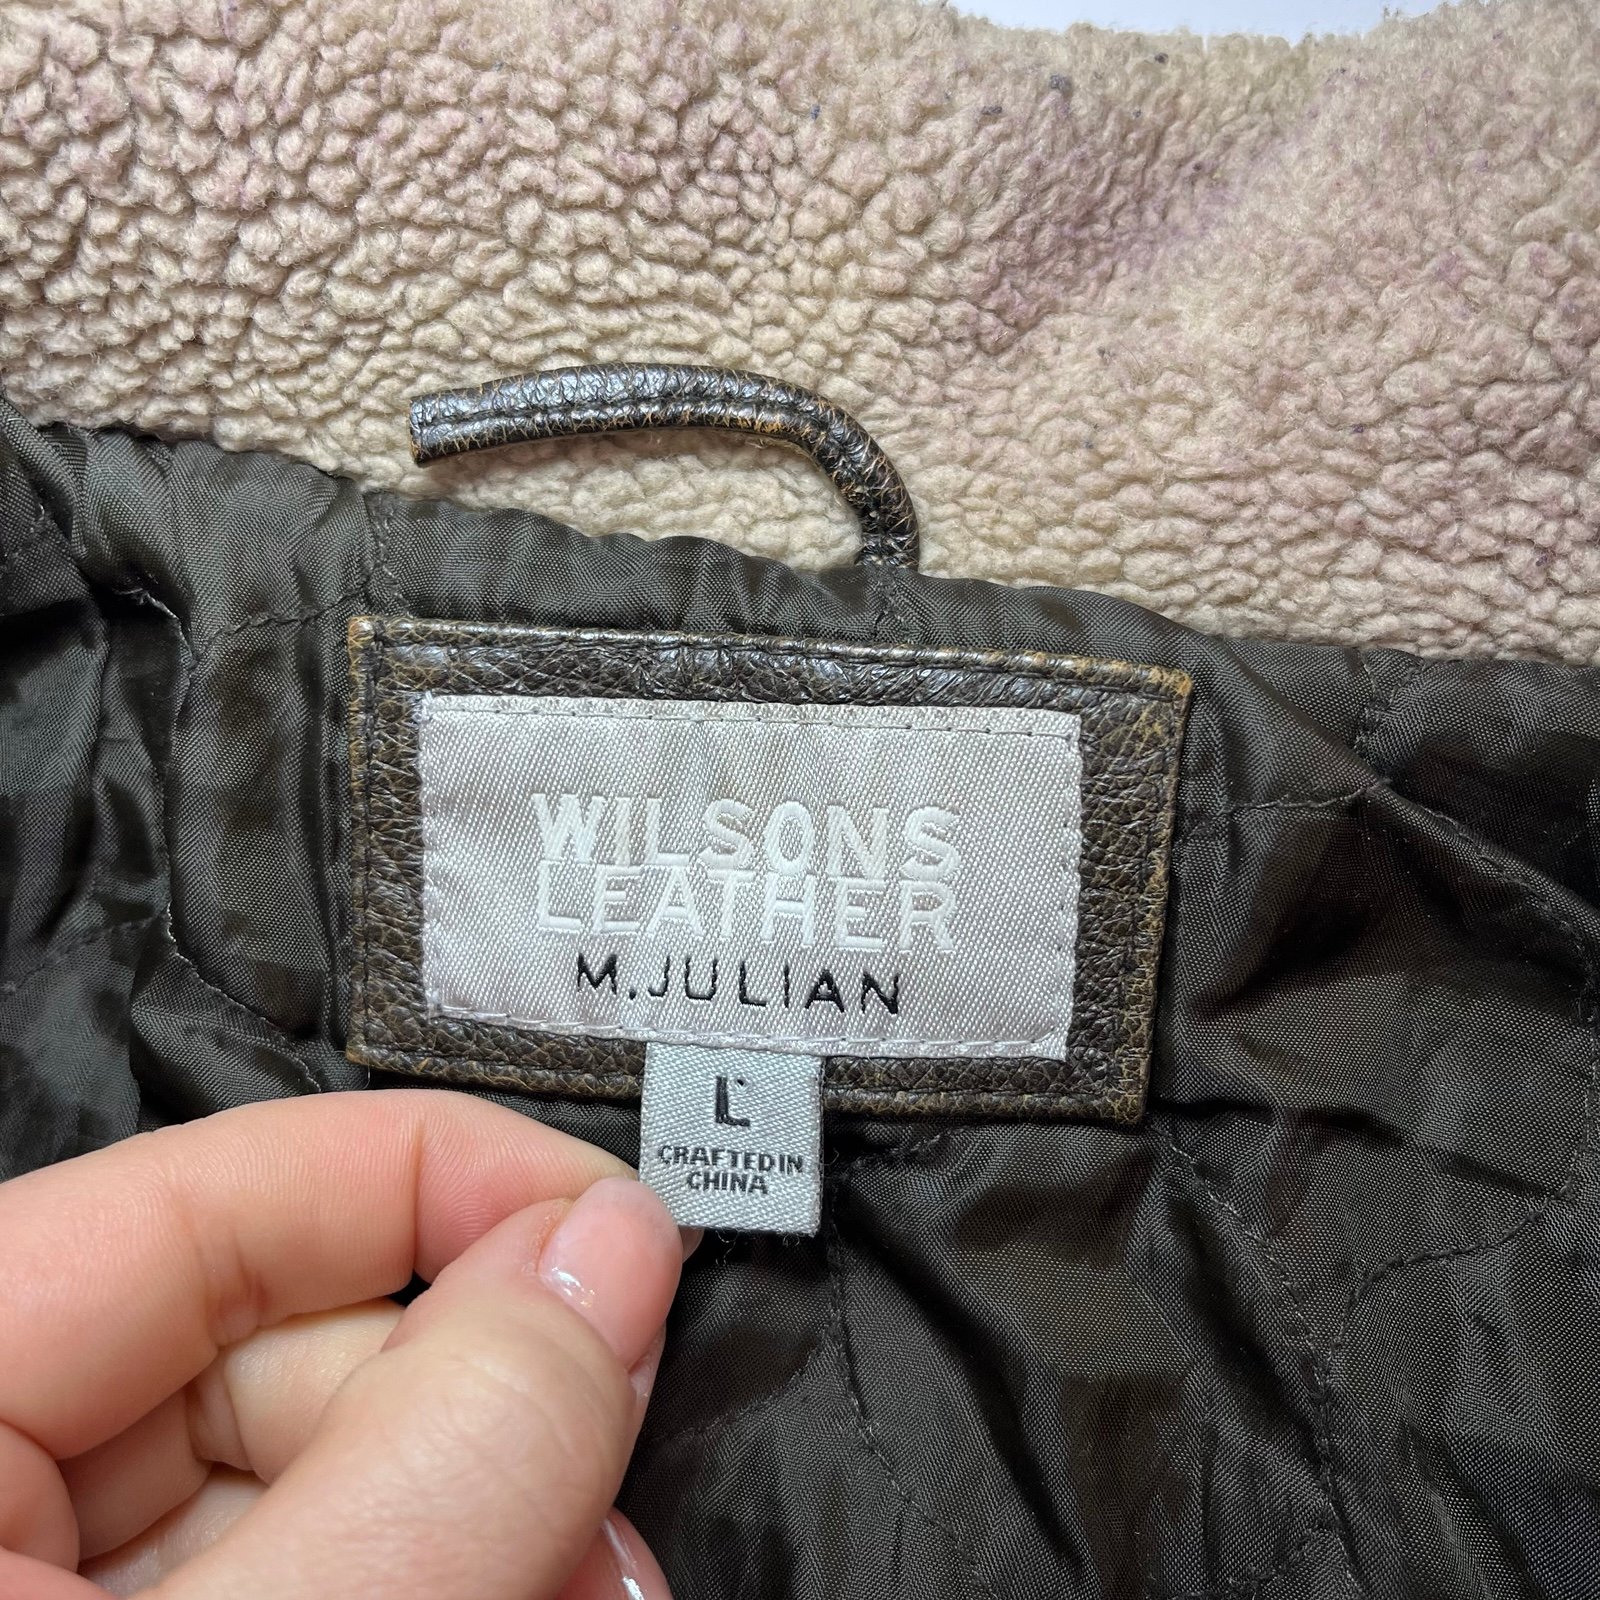 WILSONS
LEATHER
M.JULIAN
L
CRAFTED IN
CHINA